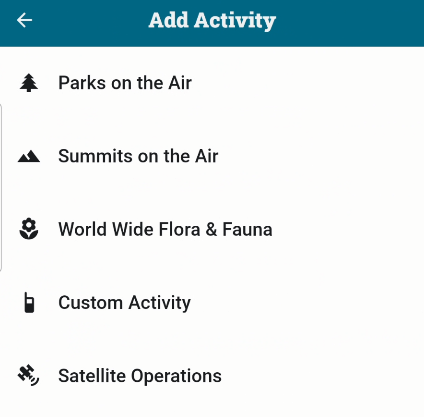 Add Activity
Parks on the Air
Summits on the Air
World Wide Flora & Fauna
Custom Activity
Satellite Operations